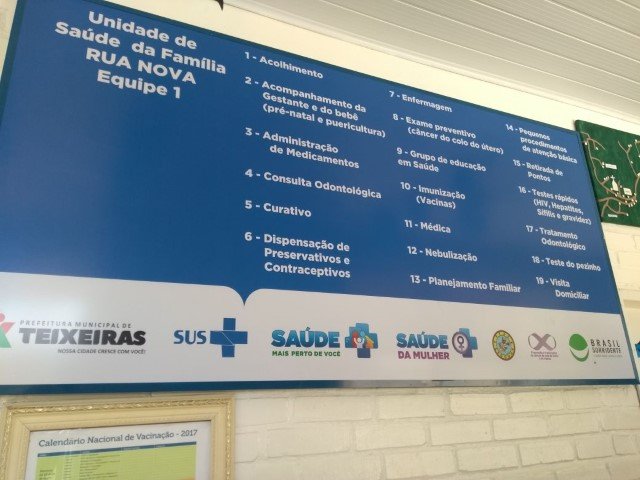 Unidade de
Saúde da Família
RUA NOVA
Equipe 1
1 - Acolhimento
2 - Acompanhamento da
Gestante e do bebê
(pré-natal e puericultura)
3 - Administração
de Medicamentos
4 - Consulta Odontológica
5 - Curativo
6 - Dispensação de
Preservativos e
Contraceptivos
7 - Enfermagem
8 - Exame preventivo
(câncer do colo do útero)
9 - Grupo de educação
em Saúde
10 - Imunização
(Vacinas)
11 - Médica
12 - Nebulização
13 - Planejamento Familiar
14 - Pequenos
procedimentos
de atenção básica
15 - Retirada de
Pontos
16 - Testes rápidos
(HIV, Hepatites,
Sífilis e gravidez)
17 - Tratamento
Odontológico
18 - Teste do pezinho
19 - Visita
Domiciliar
PREFEITURA MUNICIPAL DE
TEIXEIRAS
NOSSA CIDADE CRESCE COM VOCÊ!
SUS
SAÚDE
MAIS PERTO DE VOCÊ
SAÚDE
DA MULHER
BRASIL
SORRIDENTE
Calendário Nacional de Vacinação - 2017